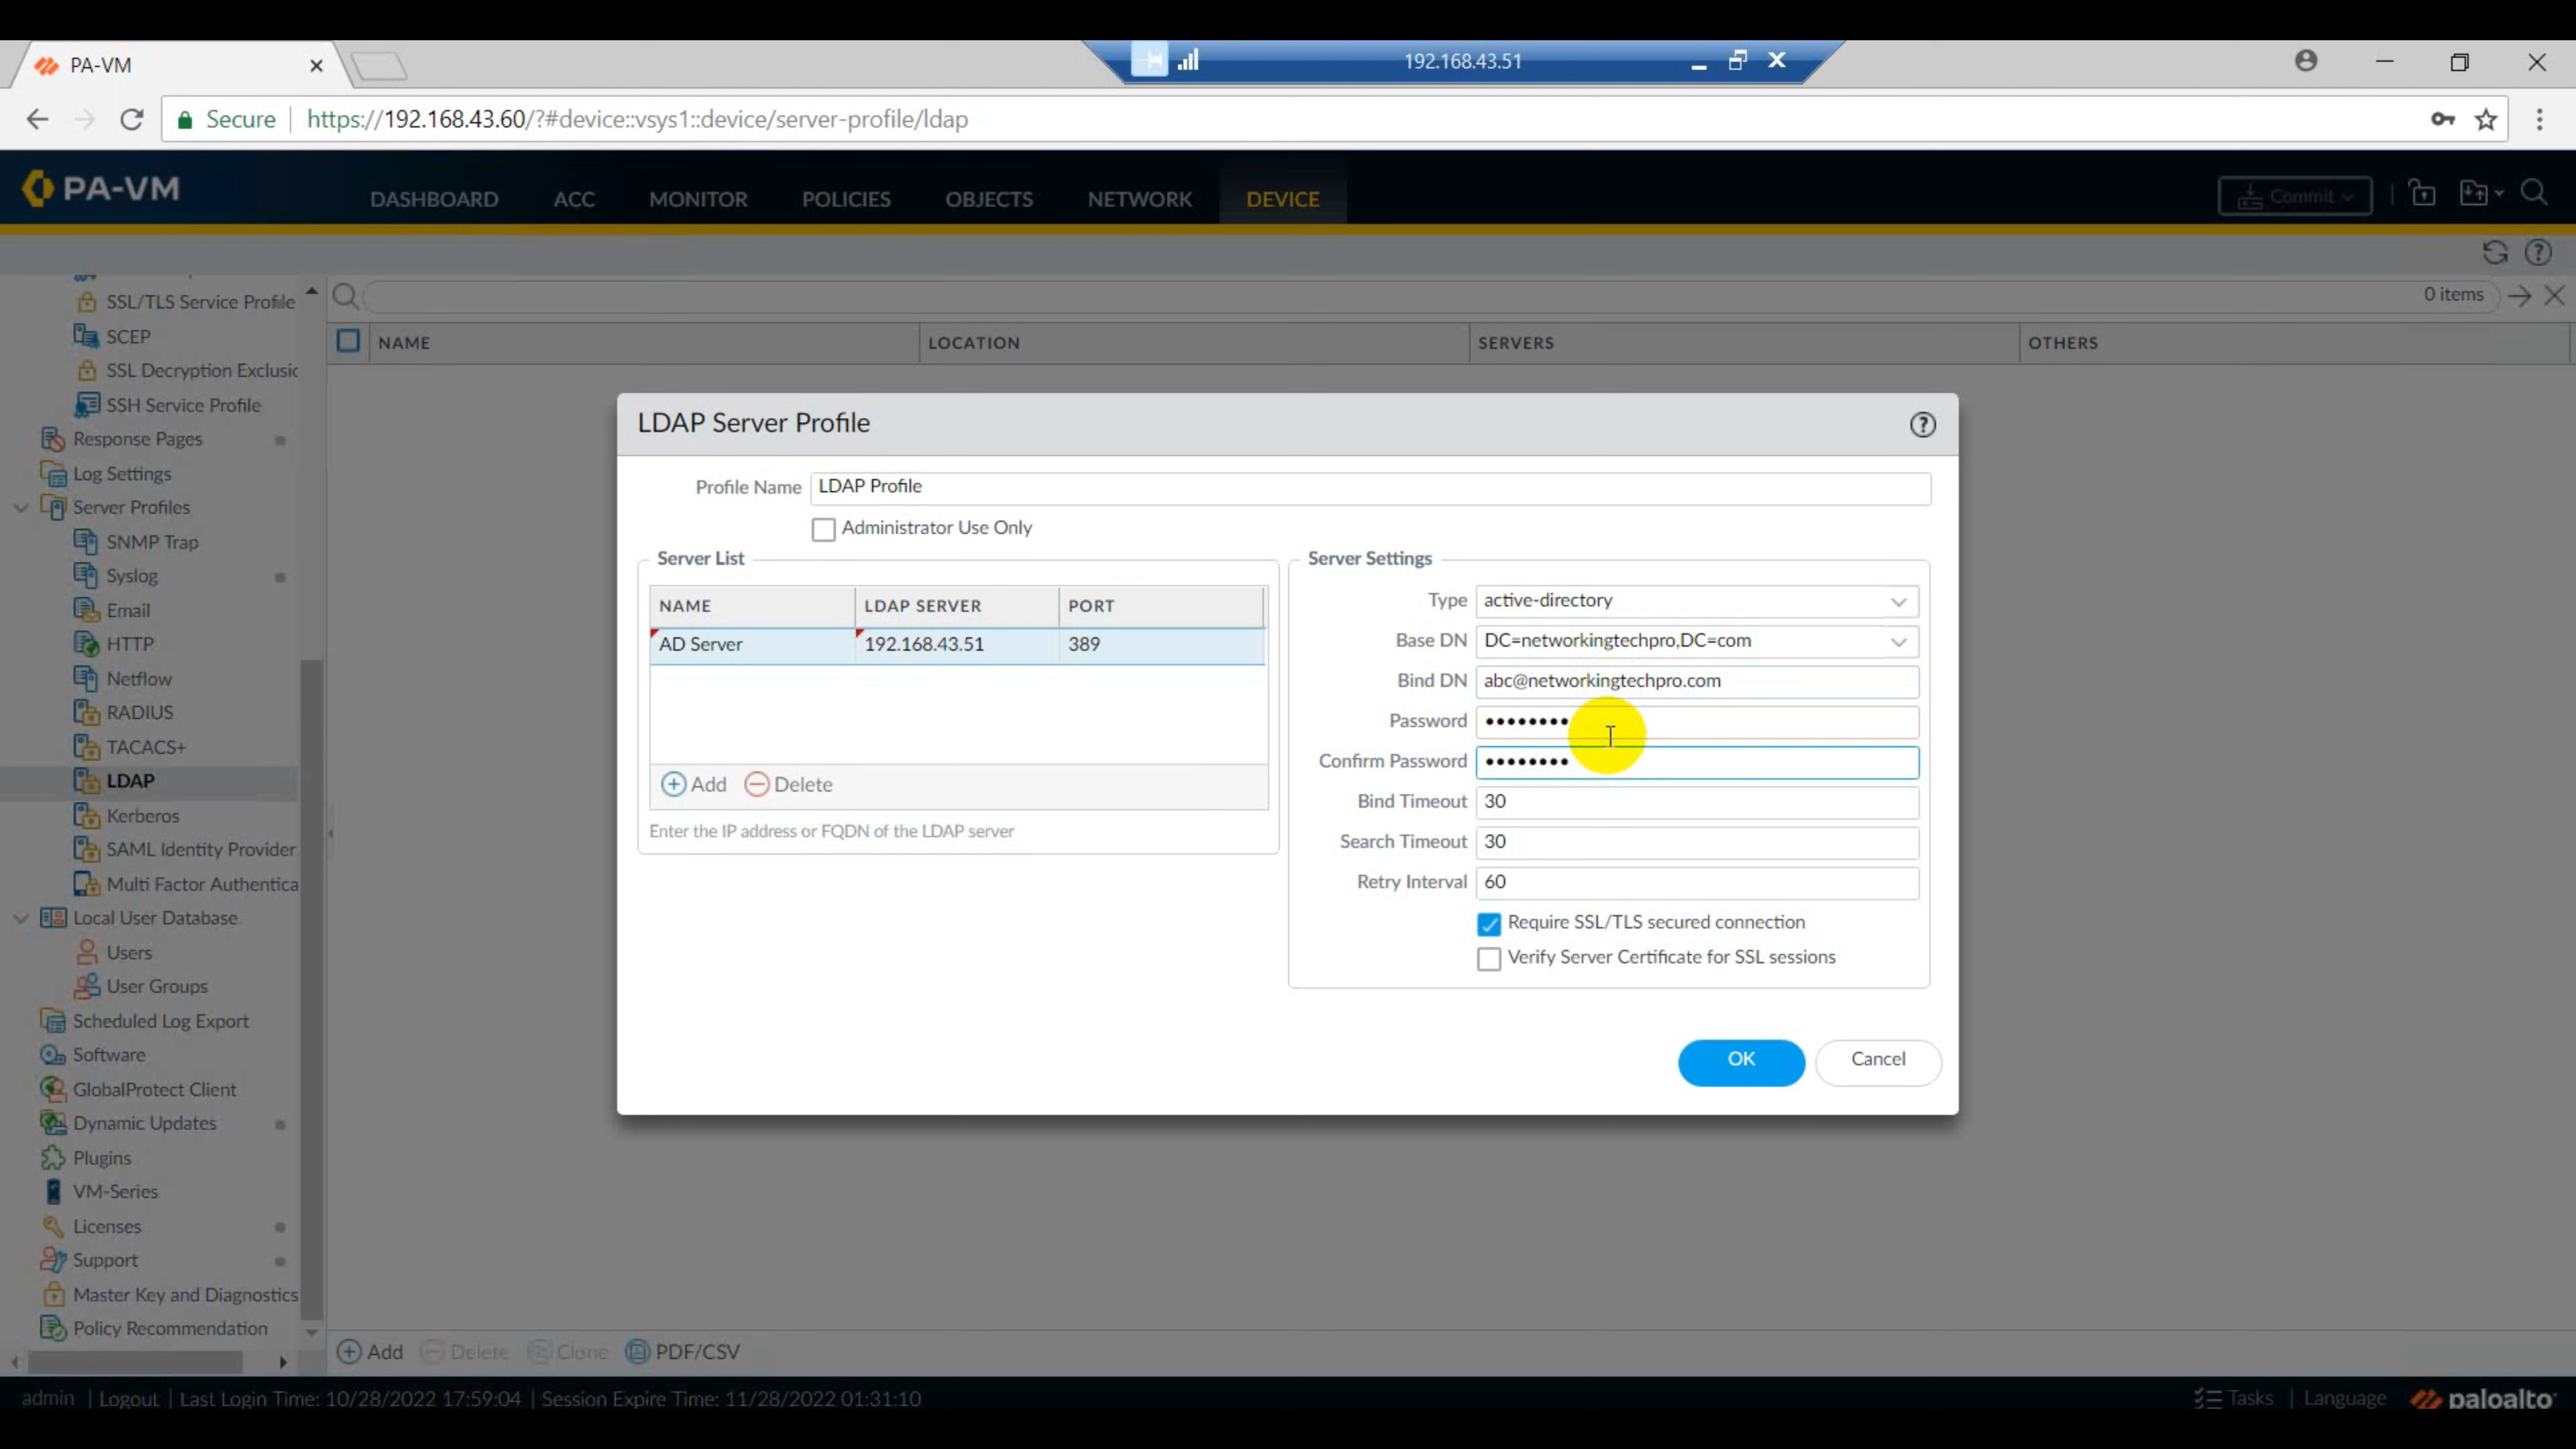 PA-VM
192.168.43.51
Secure https://192.168.43.60/?#device::vsys1::device/server-profile/ldap
PA-VM
DASHBOARD ACC MONITOR POLICIES OBJECTS NETWORK DEVICE
Commit
0 items
NAME LOCATION SERVERS OTHERS
SSL/TLS Service Profile
SCEP
SSL Decryption Exclusic
SSH Service Profile
Response Pages
Log Settings
Server Profiles
SNMP Trap
Syslog
Email
HTTP
Netflow
RADIUS
TACACS+
LDAP
Kerberos
SAML Identity Provider
Multi Factor Authentica
Local User Database
Users
User Groups
Scheduled Log Export
Software
GlobalProtect Client
Dynamic Updates
Plugins
VM-Series
Licenses
Support
Master Key and Diagnostics
Policy Recommendation
LDAP Server Profile
Profile Name LDAP Profile
Administrator Use Only
Server List
NAME LDAP SERVER PORT
AD Server 192.168.43.51 389
Add Delete
Enter the IP address or FQDN of the LDAP server
Server Settings
Type active-directory
Base DN DC=networkingtechpro,DC=com
Bind DN abc@networkingtechpro.com
Password ••••••••
Confirm Password ••••••••
Bind Timeout 30
Search Timeout 30
Retry Interval 60
Require SSL/TLS secured connection
Verify Server Certificate for SSL sessions
OK Cancel
Add Delete Clone PDF/CSV
admin | Logout | Last Login Time: 10/28/2022 17:59:04 | Session Expire Time: 11/28/2022 01:31:10
Tasks | Language paloalto